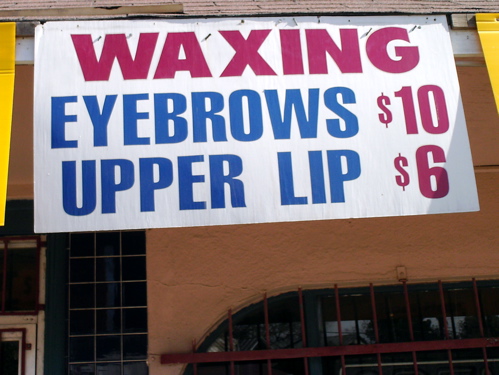 WAXING
EYEBROWS $10
UPPER LIP $6